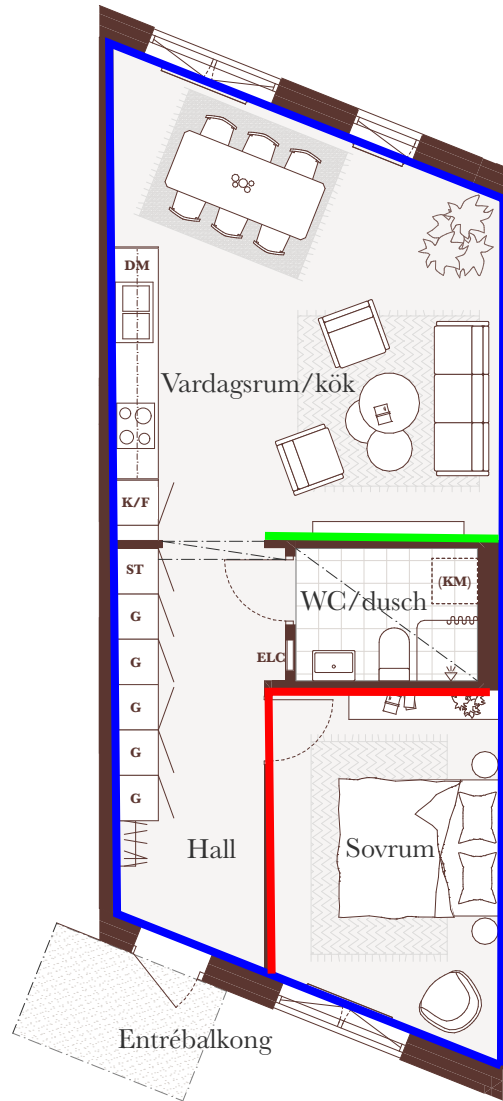 DM
Vardagsrum/kök
K/F
ST
(KM)
WC/dusch
G
G
ELC
G
G
G
Hall
Sovrum
Entrébalkong